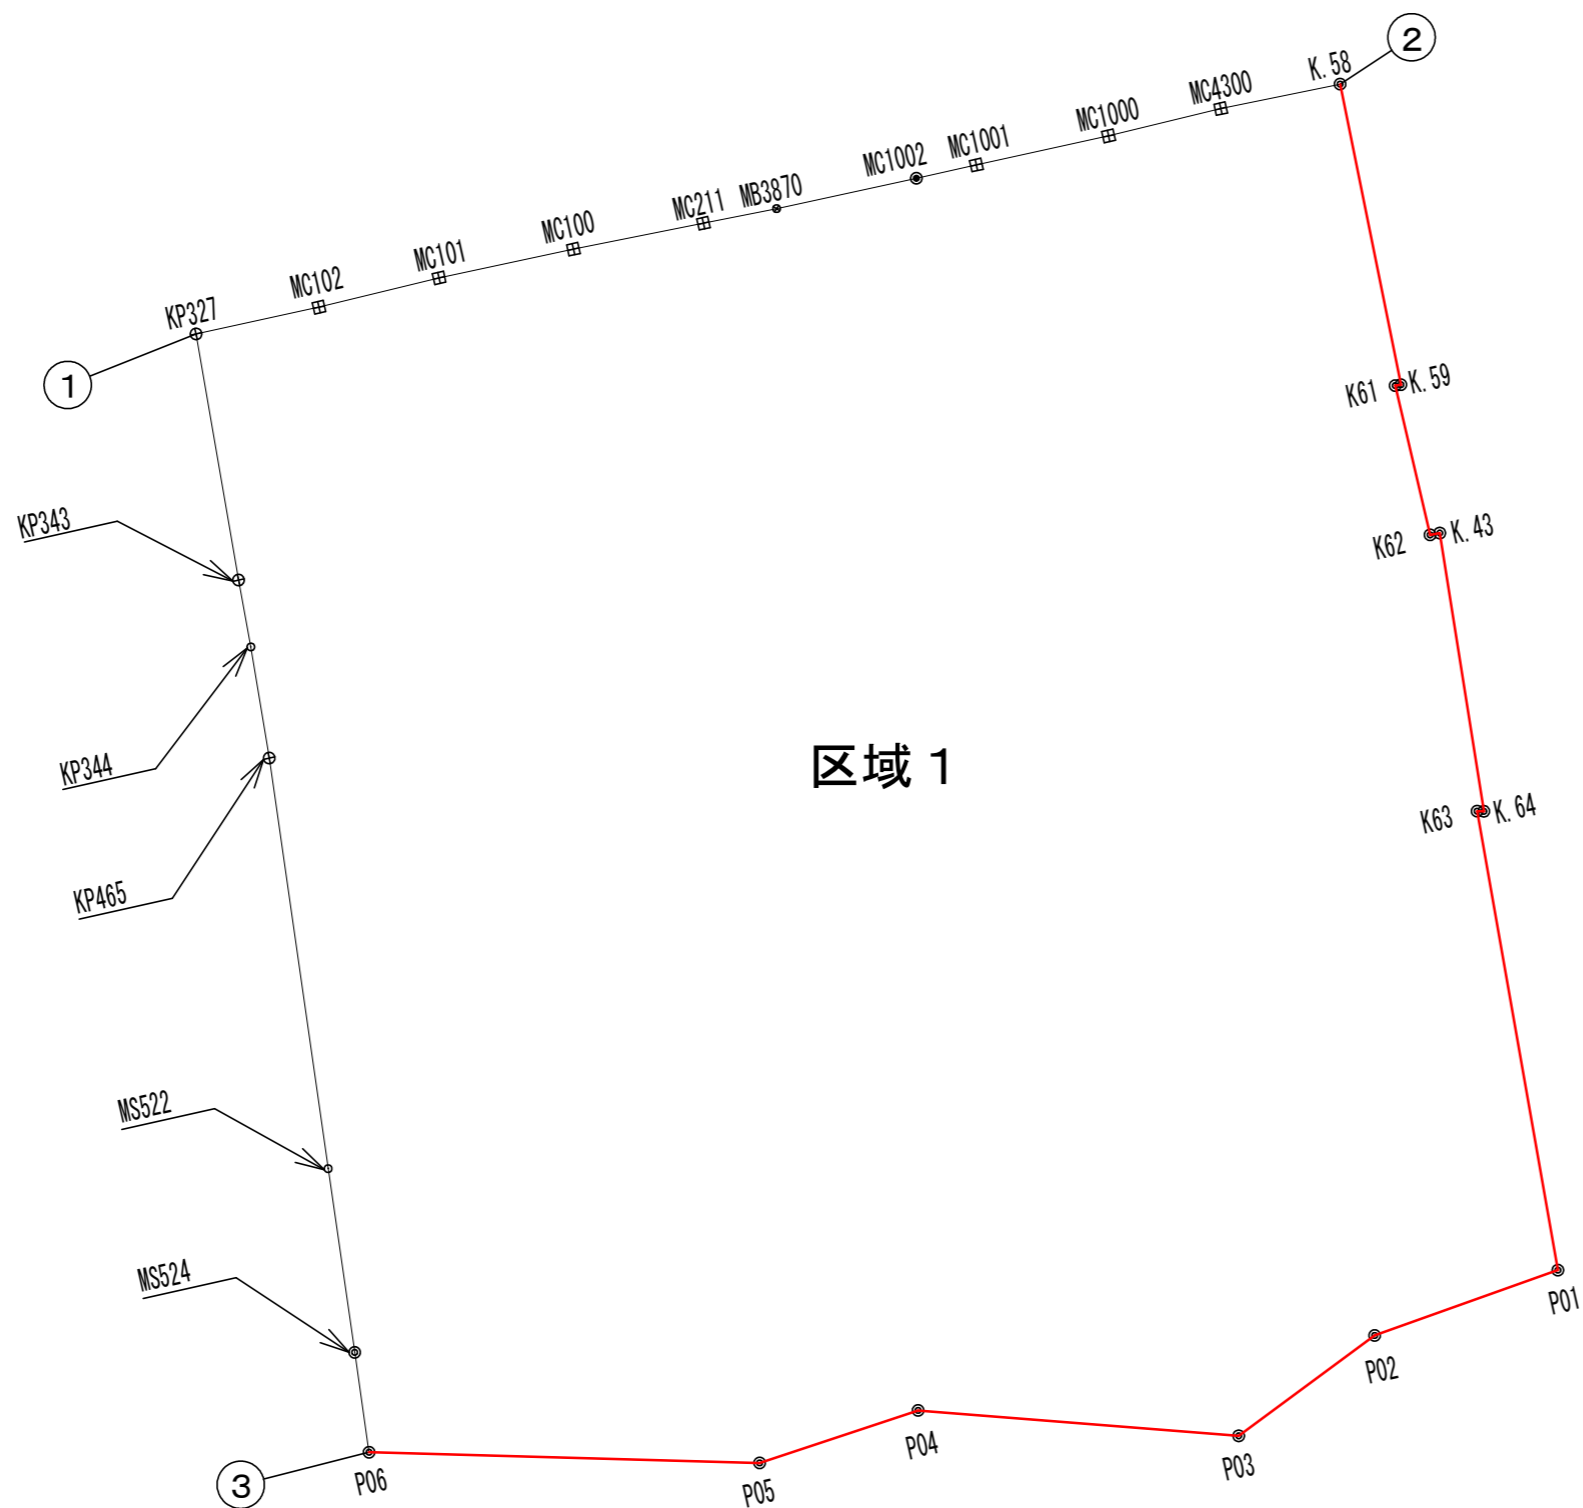 ②
K.58
MC4300
MC1000
MC1001
MC1002
MB3870
MC211
MC100
MC101
MC102
KP327
①
K61
K.59
KP343
K62
K.43
区域1
KP344
K63
K.64
KP465
MS522
MS524
P01
P02
P04
P03
③
P06
P05